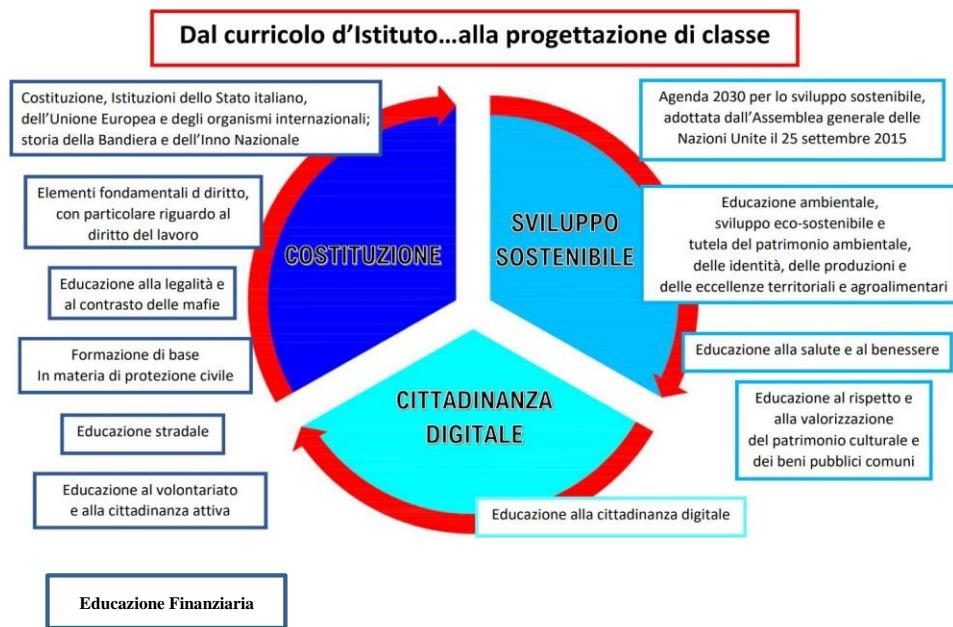 Dal curricolo d'Istituto...alla progettazione di classe
Costituzione, Istituzioni dello Stato italiano,
dell'Unione Europea e degli organismi internazionali;
storia della Bandiera e dell'Inno Nazionale
Elementi fondamentali d diritto,
con particolare riguardo al
diritto del lavoro
Educazione alla legalità e
al contrasto delle mafie
Formazione di base
In materia di protezione civile
Educazione stradale
Educazione al volontariato
e alla cittadinanza attiva
Educazione Finanziaria
COSTITUZIONE
SVILUPPO
SOSTENIBILE
CITTADINANZA
DIGITALE
Agenda 2030 per lo sviluppo sostenibile,
adottata dall'Assemblea generale delle
Nazioni Unite il 25 settembre 2015
Educazione ambientale,
sviluppo eco-sostenibile e
tutela del patrimonio ambientale,
delle identità, delle produzioni e
delle eccellenze territoriali e agroalimentari
Educazione alla salute e al benessere
Educazione al rispetto e
alla valorizzazione
del patrimonio culturale e
dei beni pubblici comuni
Educazione alla cittadinanza digitale